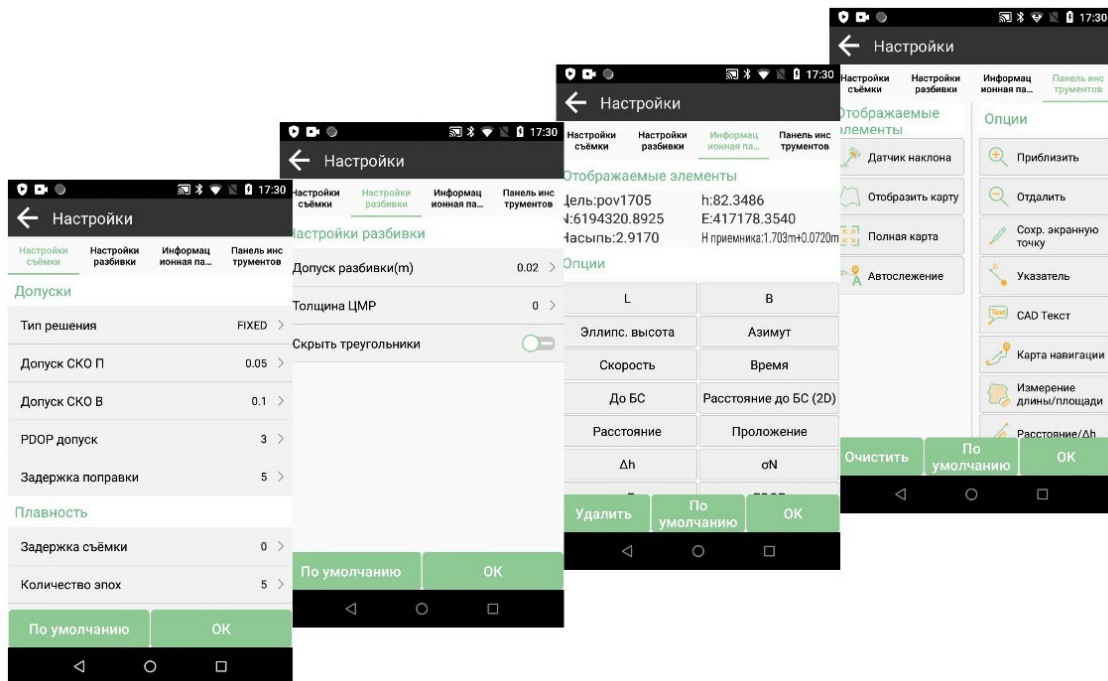 17:30
Настройки
Настройки съёмки
Настройки разбивки
Информац ионная па...
Панель инс трументов
Допуски
Тип решения FIXED
Допуск СКО П 0.05
Допуск СКО В 0.1
PDOP допуск 3
Задержка поправки 5
Плавность
Задержка съёмки 0
Количество эпох 5
По умолчанию
OK
17:30
Настройки
Настройки съёмки
Настройки разбивки
Информац ионная па...
Панель инс трументов
Настройки разбивки
Допуск разбивки(m) 0.02
Толщина ЦМР 0
Скрыть треугольники
По умолчанию
OK
17:30
Настройки
Настройки съёмки
Настройки разбивки
Информац ионная па...
Панель инс трументов
Отображаемые элементы
Цель:pov1705 h:82.3486
N:6194320.8925 E:417178.3540
Насыпь:2.9170 Н приемника:1.703m+0.0720m
Опции
L B
Эллипс. высота Азимут
Скорость Время
До БС Расстояние до БС (2D)
Расстояние Проложение
Δh σN
Удалить
По умолчанию
OK
17:30
Настройки
Настройки съёмки
Настройки разбивки
Информац ионная па...
Панель инс трументов
Отображаемые элементы
Датчик наклона
Отобразить карту
Полная карта
Автослежение
Опции
Приблизить
Отдалить
Сохр. экранную точку
Указатель
Text CAD Текст
Карта навигации
Измерение длины/площади
Расстояние/Δh
Очистить
По умолчанию
OK